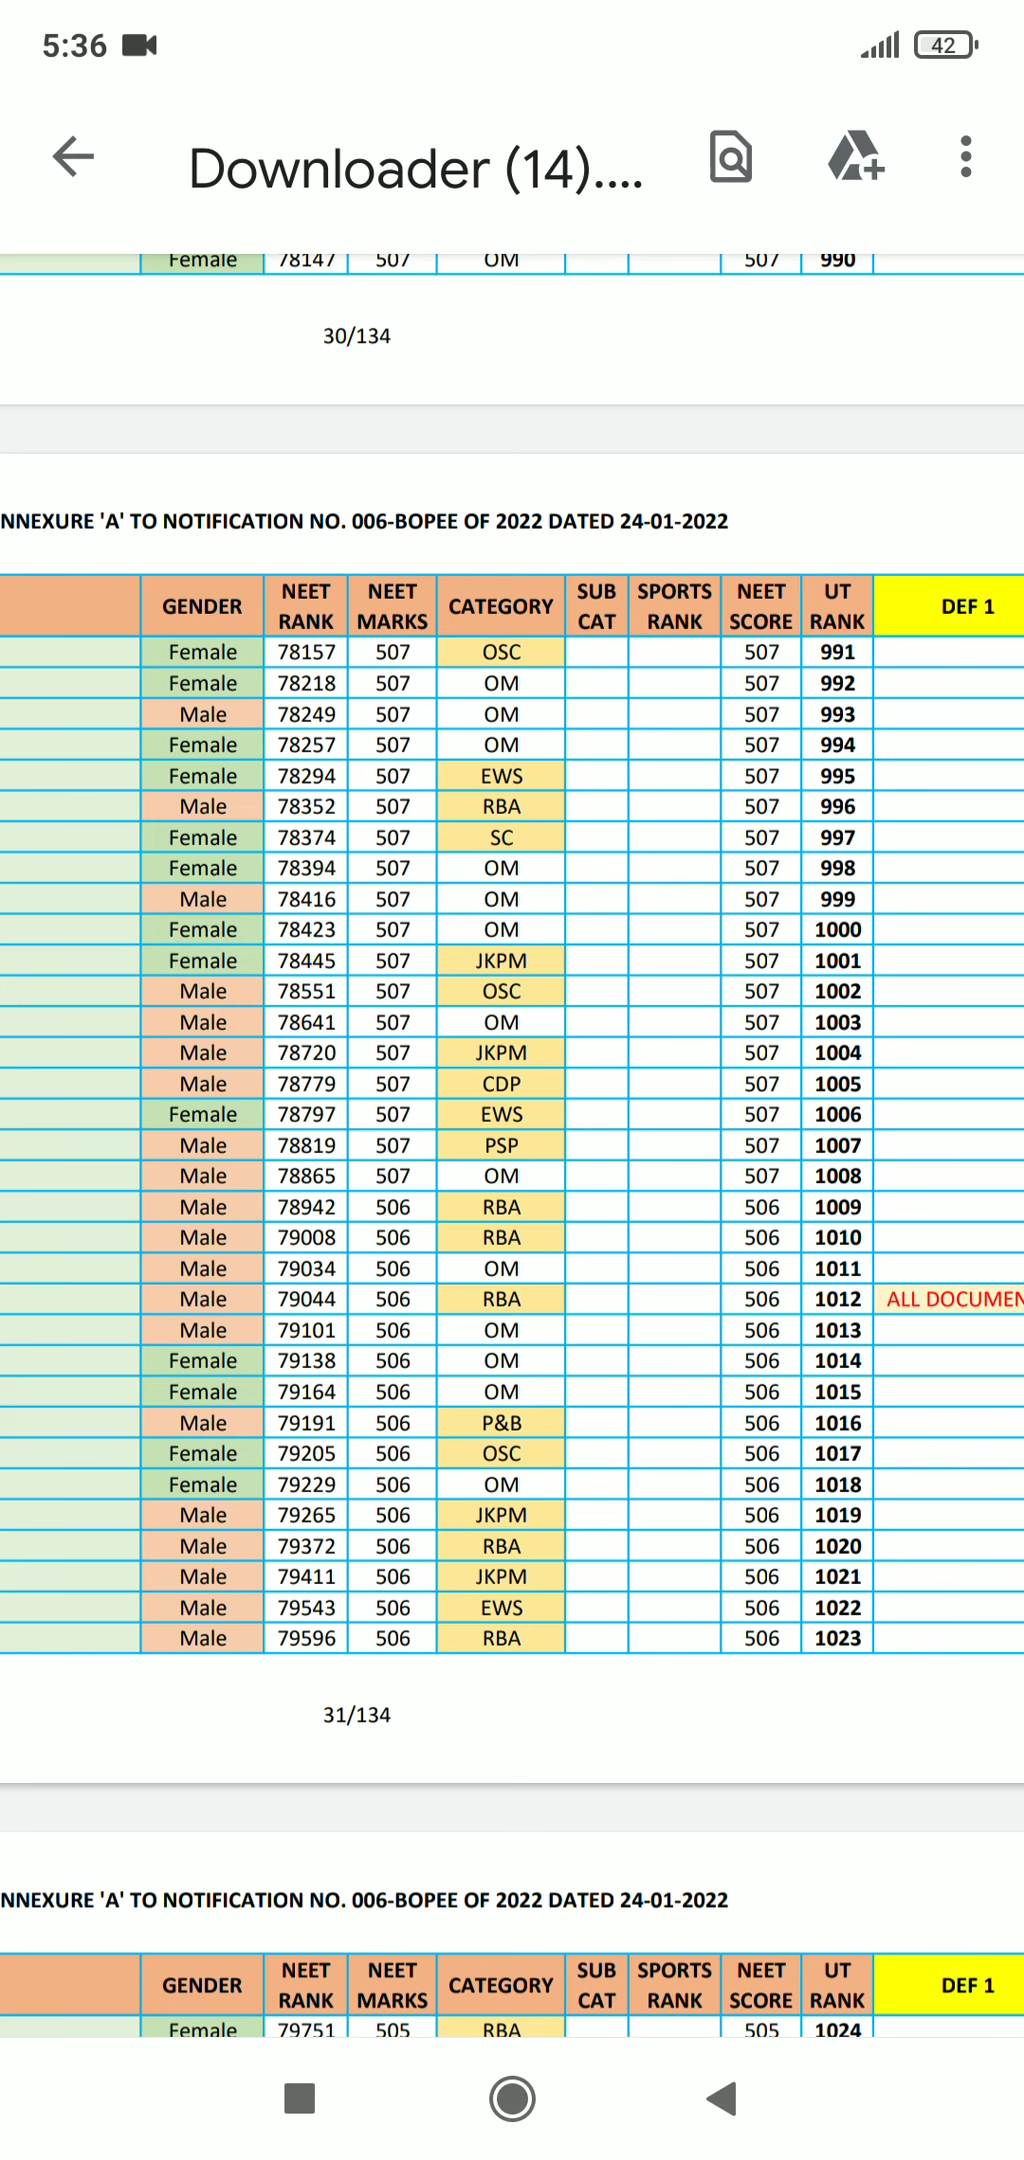 5:36 42
Downloader (14)....
Female 78147 507 OM 507 990
30/134
NNEXURE 'A' TO NOTIFICATION NO. 006-BOPEE OF 2022 DATED 24-01-2022
GENDER NEET RANK NEET MARKS CATEGORY SUB CAT SPORTS RANK NEET SCORE UT RANK DEF 1
Female 78157 507 OSC 507 991
Female 78218 507 OM 507 992
Male 78249 507 OM 507 993
Female 78257 507 OM 507 994
Female 78294 507 EWS 507 995
Male 78352 507 RBA 507 996
Female 78374 507 SC 507 997
Female 78394 507 OM 507 998
Male 78416 507 OM 507 999
Female 78423 507 OM 507 1000
Female 78445 507 JKPM 507 1001
Male 78551 507 OSC 507 1002
Male 78641 507 OM 507 1003
Male 78720 507 JKPM 507 1004
Male 78779 507 CDP 507 1005
Female 78797 507 EWS 507 1006
Male 78819 507 PSP 507 1007
Male 78865 507 OM 507 1008
Male 78942 506 RBA 506 1009
Male 79008 506 RBA 506 1010
Male 79034 506 OM 506 1011
Male 79044 506 RBA 506 1012 ALL DOCUMEN
Male 79101 506 OM 506 1013
Female 79138 506 OM 506 1014
Female 79164 506 OM 506 1015
Male 79191 506 P&B 506 1016
Female 79205 506 OSC 506 1017
Female 79229 506 OM 506 1018
Male 79265 506 JKPM 506 1019
Male 79372 506 RBA 506 1020
Male 79411 506 JKPM 506 1021
Male 79543 506 EWS 506 1022
Male 79596 506 RBA 506 1023
31/134
NNEXURE 'A' TO NOTIFICATION NO. 006-BOPEE OF 2022 DATED 24-01-2022
GENDER NEET RANK NEET MARKS CATEGORY SUB CAT SPORTS RANK NEET SCORE UT RANK DEF 1
Female 79751 505 RBA 505 1024